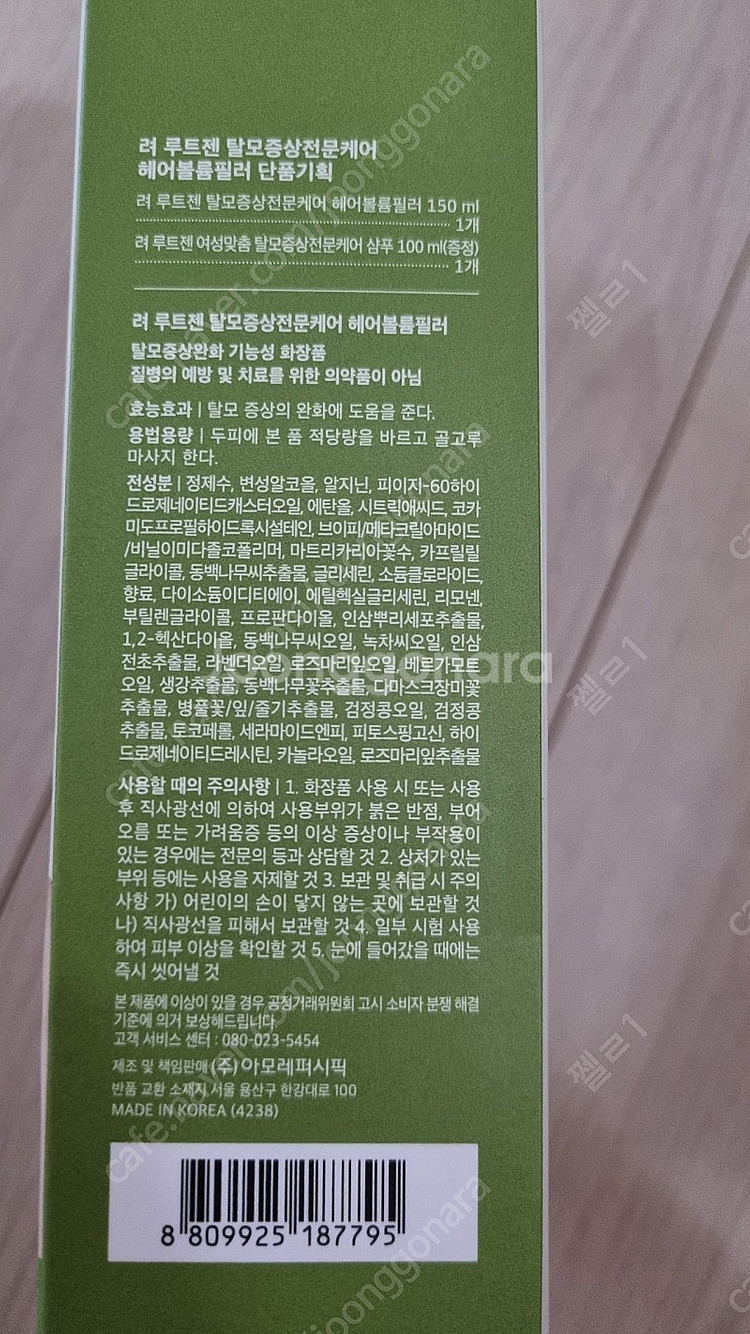 려 루트젠 탈모증상전문케어
헤어볼륨필러 단품기획
려 루트젠 탈모증상전문케어 헤어볼륨필러 150 ml
1개
려 루트젠 여성맞춤 탈모증상전문케어 샴푸 100 ml(증정)
1개
려 루트젠 탈모증상전문케어 헤어볼륨필러
탈모증상완화 기능성 화장품
질병의 예방 및 치료를 위한 의약품이 아님
효능효과 | 탈모 증상의 완화에 도움을 준다.
용법용량 | 두피에 본 품 적당량을 바르고 골고루
마사지 한다.
전성분 | 정제수, 변성알코올, 알지닌, 피이지-60하이
드로제네이티드캐스터오일, 에탄올, 시트릭애씨드, 코카
미도프로필하이드록시설테인, 브이피/메타크릴아마이드
/비닐이미다졸코폴리머, 마트리카리아꽃수, 카프릴릴
글라이콜, 동백나무씨추출물, 글리세린, 소듐클로라이드,
향료, 다이소듐이디티에이, 에틸헥실글리세린, 리모넨,
부틸렌글라이콜, 프로판다이올, 인삼뿌리세포추출물,
1,2-헥산다이올, 동백나무씨오일, 녹차씨오일, 인삼
전초추출물, 라벤더오일, 로즈마리잎오일, 베르가모트
오일, 생강추출물, 동백나무꽃추출물, 다마스크장미꽃
추출물, 병풀꽃/잎/줄기추출물, 검정콩오일, 검정콩
추출물, 토코페롤, 세라마이드엔피, 피토스핑고신, 하이
드로제네이티드레시틴, 카놀라오일, 로즈마리잎추출물
사용할 때의 주의사항 | 1. 화장품 사용 시 또는 사용
후 직사광선에 의하여 사용부위가 붉은 반점, 부어
오름 또는 가려움증 등의 이상 증상이나 부작용이
있는 경우에는 전문의 등과 상담할 것 2. 상처가 있는
부위 등에는 사용을 자제할 것 3. 보관 및 취급 시 주의
사항 가) 어린이의 손이 닿지 않는 곳에 보관할 것
나) 직사광선을 피해서 보관할 것 4. 일부 시험 사용
하여 피부 이상을 확인할 것 5. 눈에 들어갔을 때에는
즉시 씻어낼 것
본 제품에 이상이 있을 경우 공정거래위원회 고시 소비자 분쟁 해결
기준에 의거 보상해드립니다.
고객 서비스 센터 : 080-023-5454
제조 및 책임판매 (주)아모레퍼시픽
반품 교환 소재지 서울 용산구 한강대로 100
MADE IN KOREA (4238)
8 809925 187795
joonggonara
cafe.naver.com/joonggonara
cafe.naver.com/joonggonara
cafe.naver.com/joonggonara
쩰르1
쩰르1
쩰르1